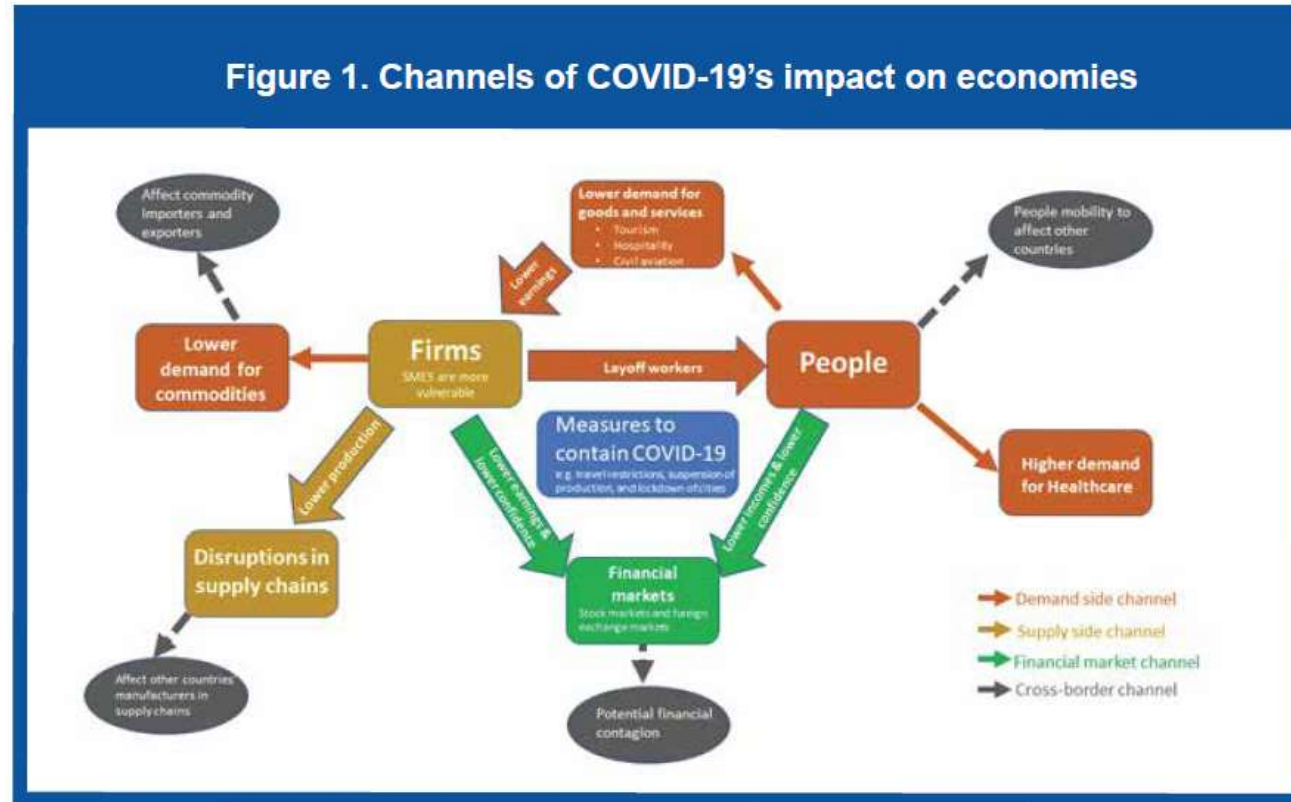 Figure 1. Channels of COVID-19's impact on economies
Affect commodity
importers and
exporters
Lower demand for
goods and services
• Tourism
• Hospitality
• Civil aviation
People mobility to
affect other
countries
Lower
earnings
Lower
demand for
commodities
Firms
SMES are more
vulnerable
Layoff workers
People
Measures to
contain COVID-19
e.g. travel restrictions, suspension of
production, and lockdown of cities
Lower production
Lower earnings &
lower confidence
Lower incomes & lower
confidence
Higher demand
for Healthcare
Disruptions in
supply chains
Financial
markets
Stock markets and foreign
exchange markets
Demand side channel
Supply side channel
Financial market channel
Cross-border channel
Affect other countries
manufacturers in
supply chains
Potential financial
contagion